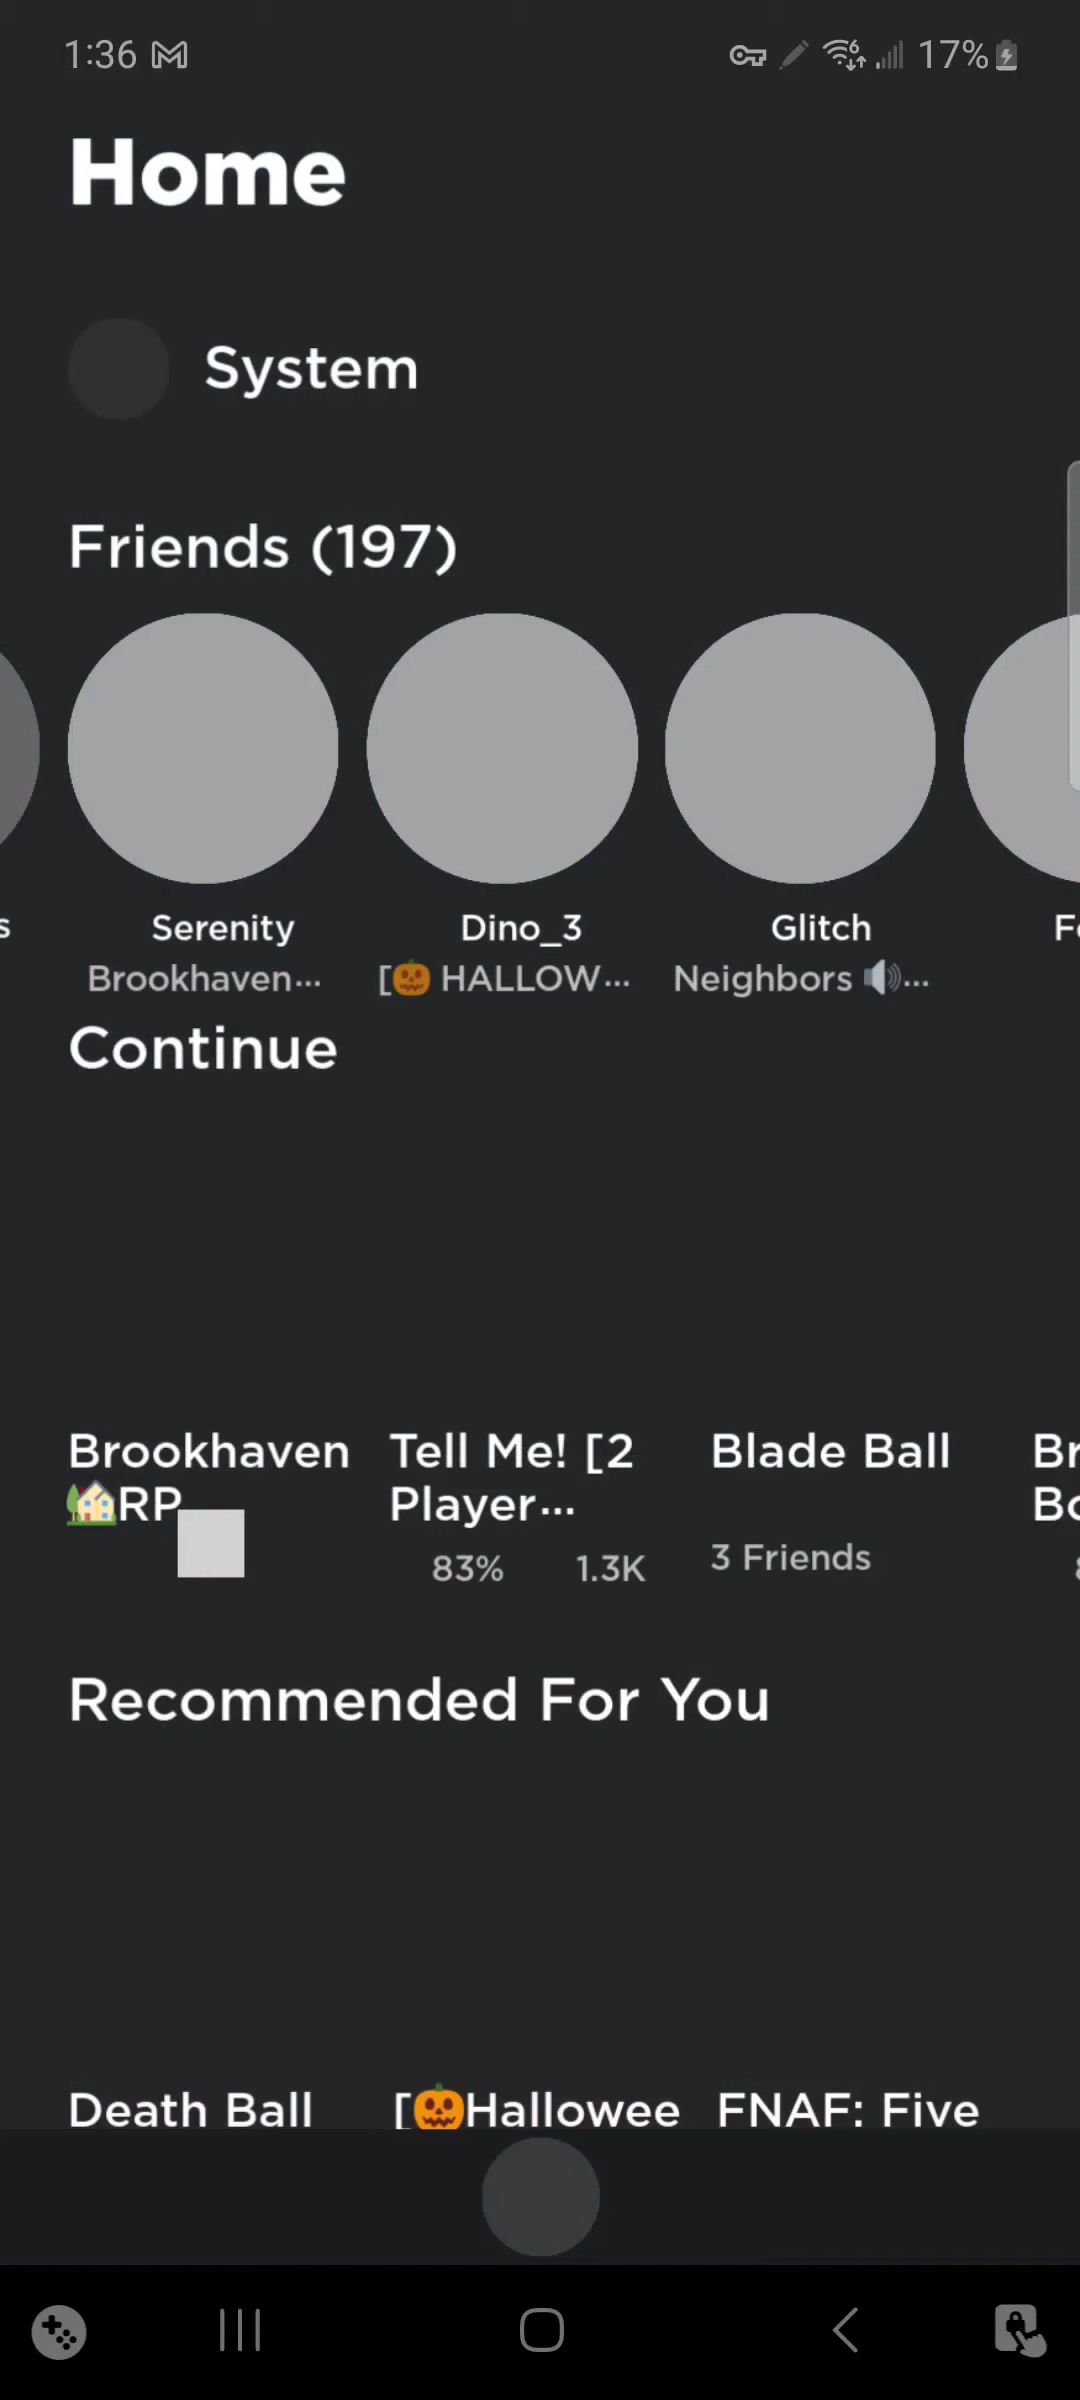 1:36 17%
Home
System
Friends (197)
s Serenity Dino_3 Glitch
Brookhaven... [🎃 HALLOW... Neighbors 🔊...
Continue
Brookhaven Tell Me! [2 Blade Ball Br
🏡RP Player...
83% 1.3K 3 Friends
Recommended For You
Death Ball [🎃Hallowee FNAF: Five